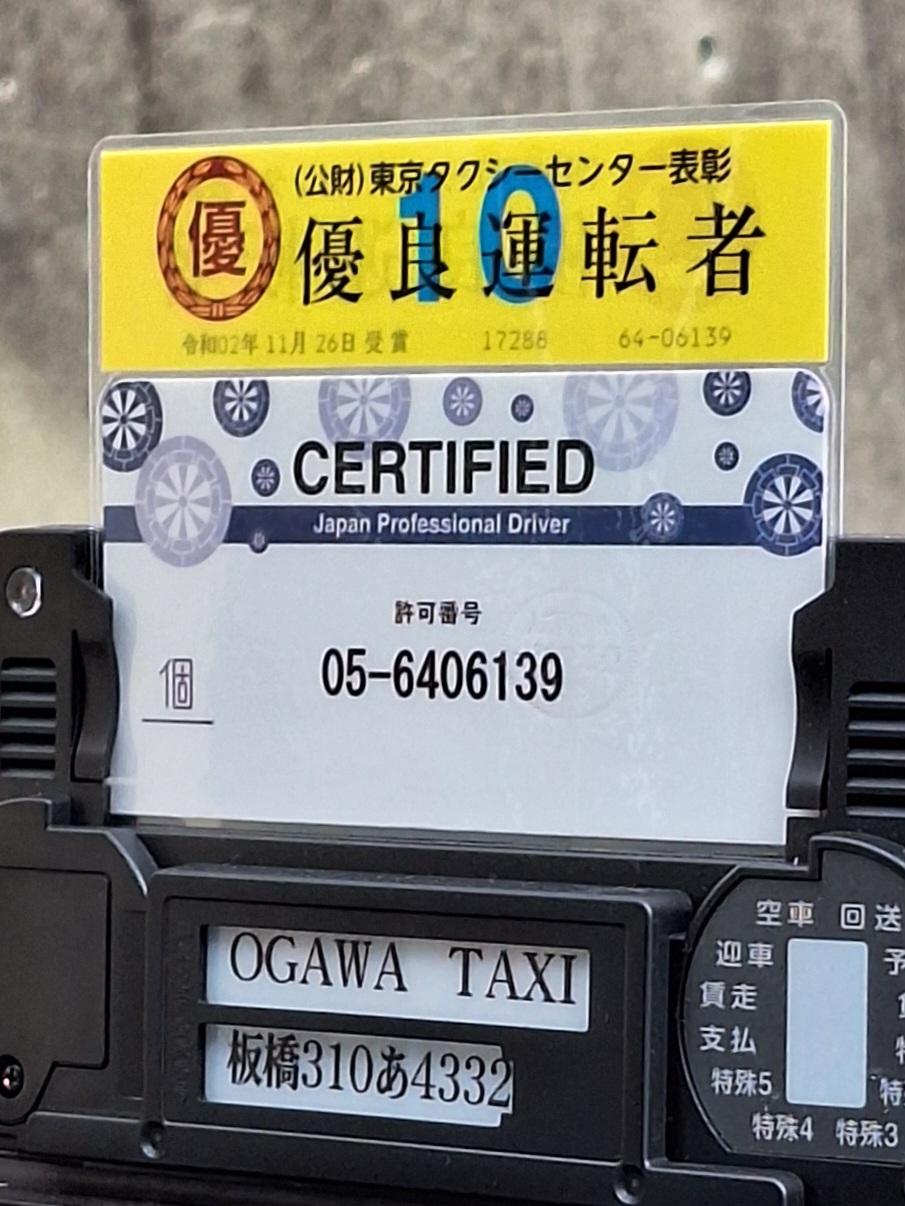 優
(公財)東京タクシーセンター表彰
10
優良運転者
令和02年11月26日受賞 17288 64-06139
CERTIFIED
Japan Professional Driver
許可番号
個
05-6406139
OGAWA TAXI
板橋310あ4332
空車 回送
迎車 予
賃走
支払 特
特殊5 特
特殊4 特殊3